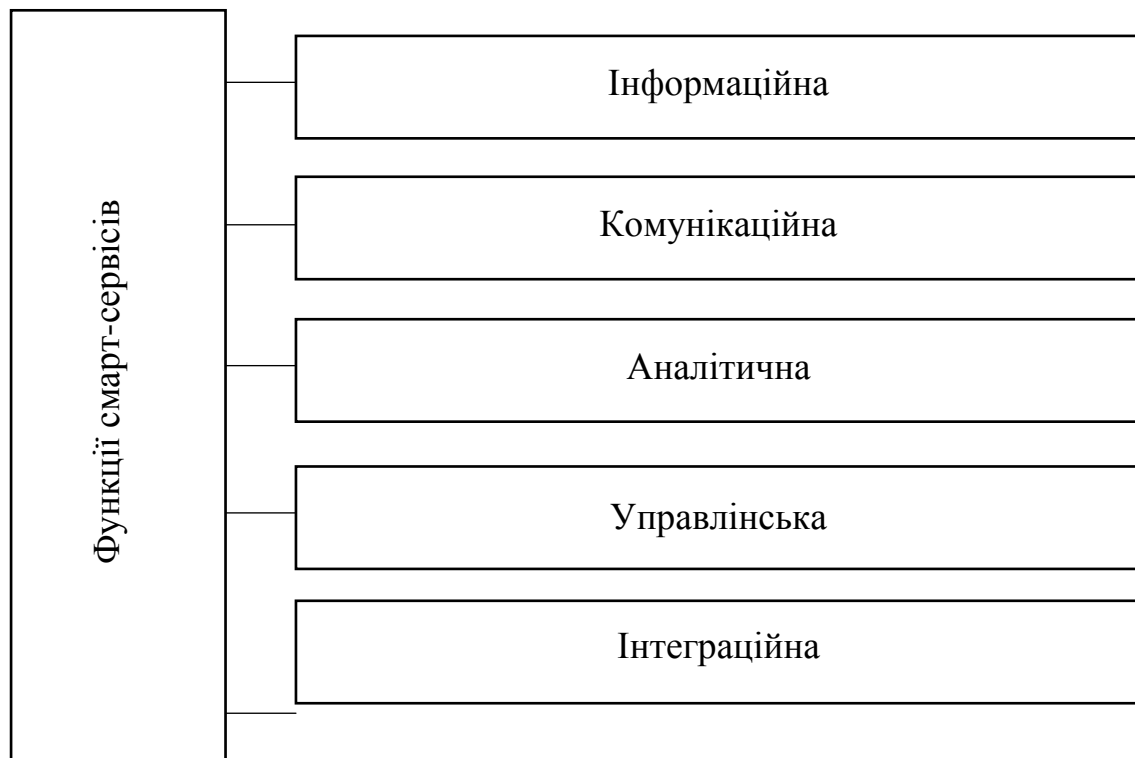 Функції смарт-сервісів
Інформаційна
Комунікаційна
Аналітична
Управлінська
Інтеграційна